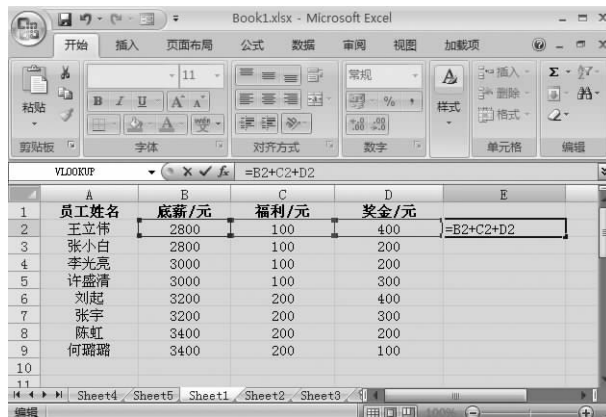 Book1.xlsx - Microsoft Excel
开始 插入 页面布局 公式 数据 审阅 视图 加载项
粘贴
11
B I U A A
常规
% ,
样式
插入
删除
格式
Σ
剪贴板 字体 对齐方式 数字 单元格 编辑
VLOOKUP fx =B2+C2+D2
A B C D E
1 员工姓名 底薪/元 福利/元 奖金/元
2 王立伟 2800 100 400 =B2+C2+D2
3 张小白 2800 100 200
4 李光亮 3000 100 200
5 许盛清 3000 100 300
6 刘起 3200 200 400
7 张宇 3200 200 300
8 陈虹 3400 200 200
9 何璐璐 3400 200 100
10
11
Sheet4 Sheet5 Sheet1 Sheet2 Sheet3
编辑 100%